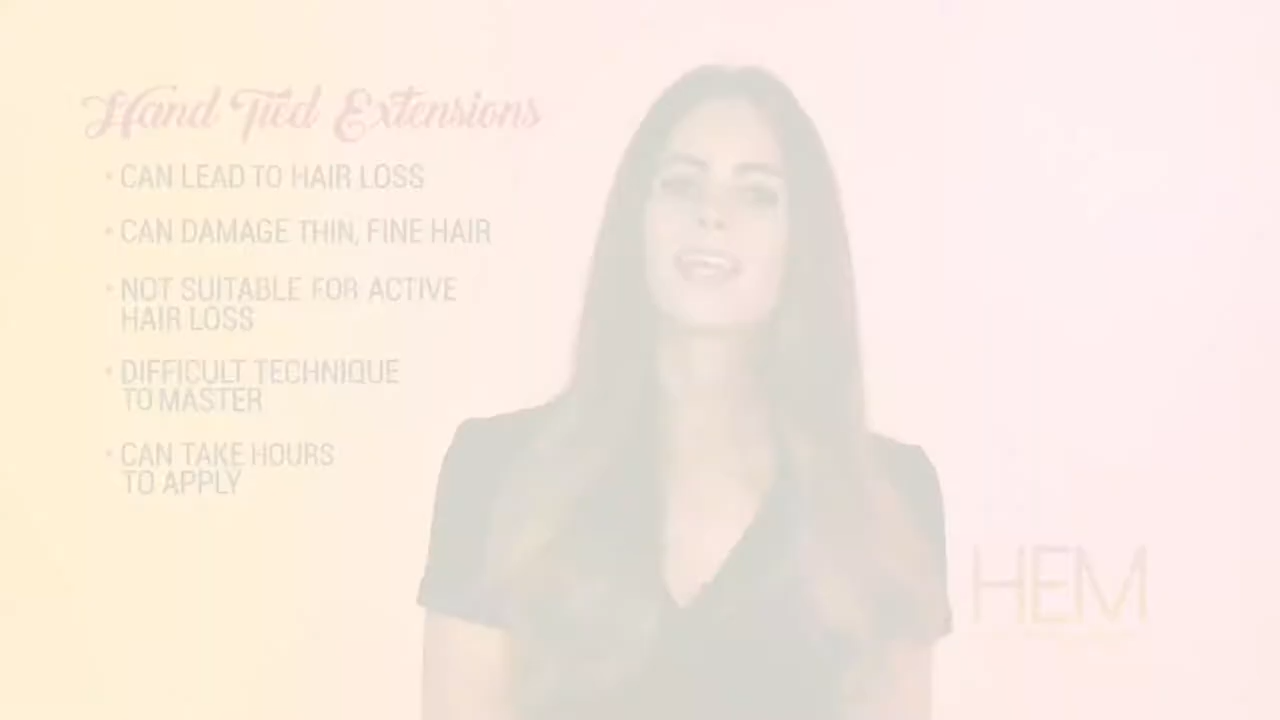 Hand Tied Extensions
• CAN LEAD TO HAIR LOSS
• CAN DAMAGE THIN, FINE HAIR
• NOT SUITABLE FOR ACTIVE
HAIR LOSS
• DIFFICULT TECHNIQUE
TO MASTER
• CAN TAKE HOURS
TO APPLY
HEM